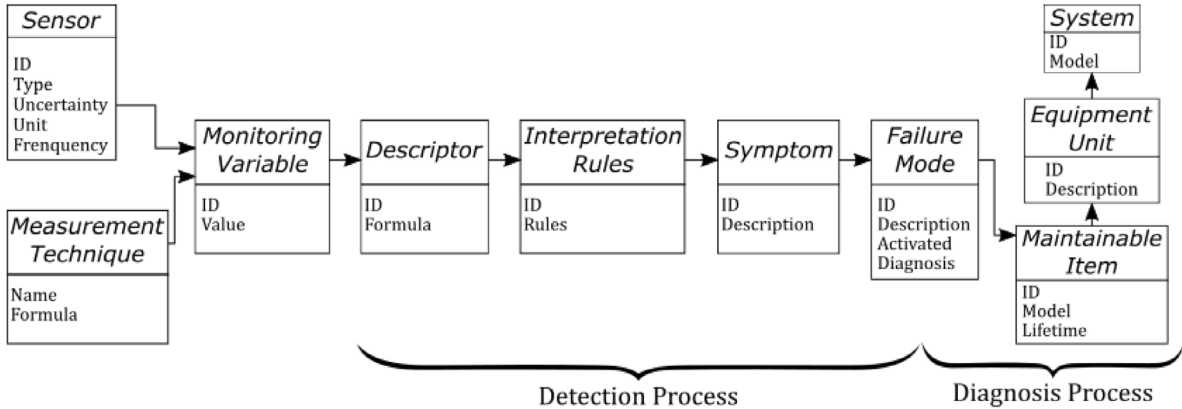 Sensor
ID
Type
Uncertainty
Unit
Frenquency
Measurement
Technique
Name
Formula
Monitoring
Variable
ID
Value
Descriptor
ID
Formula
Interpretation
Rules
ID
Rules
Symptom
ID
Description
Failure
Mode
ID
Description
Activated
Diagnosis
System
ID
Model
Equipment
Unit
ID
Description
Maintainable
Item
ID
Model
Lifetime
Detection Process
Diagnosis Process